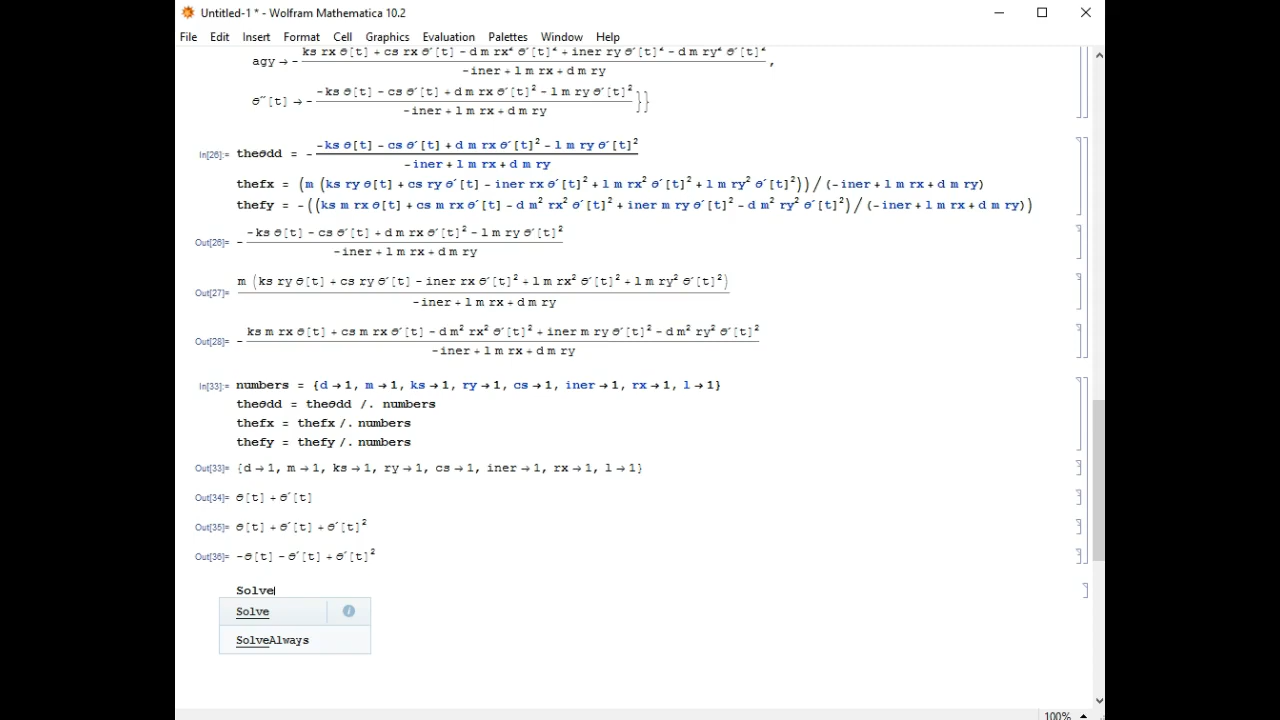 Untitled-1 * - Wolfram Mathematica 10.2
File Edit Insert Format Cell Graphics Evaluation Palettes Window Help
agy → - (ks rx θ[t] + cs rx θ′[t] - d m rx² θ′[t]² + iner ry θ′[t]² - d m ry² θ′[t]²) / (-iner + l m rx + d m ry),
θ″[t] → - (-ks θ[t] - cs θ′[t] + d m rx θ′[t]² - l m ry θ′[t]²) / (-iner + l m rx + d m ry)}}
In[26]:= theθdd = - (-ks θ[t] - cs θ′[t] + d m rx θ′[t]² - l m ry θ′[t]²) / (-iner + l m rx + d m ry)
thefx = (m (ks ry θ[t] + cs ry θ′[t] - iner rx θ′[t]² + l m rx² θ′[t]² + l m ry² θ′[t]²)) / (-iner + l m rx + d m ry)
thefy = - ((ks m rx θ[t] + cs m rx θ′[t] - d m² rx² θ′[t]² + iner m ry θ′[t]² - d m² ry² θ′[t]²) / (-iner + l m rx + d m ry))
Out[26]= - (-ks θ[t] - cs θ′[t] + d m rx θ′[t]² - l m ry θ′[t]²) / (-iner + l m rx + d m ry)
Out[27]= m (ks ry θ[t] + cs ry θ′[t] - iner rx θ′[t]² + l m rx² θ′[t]² + l m ry² θ′[t]²) / (-iner + l m rx + d m ry)
Out[28]= - (ks m rx θ[t] + cs m rx θ′[t] - d m² rx² θ′[t]² + iner m ry θ′[t]² - d m² ry² θ′[t]²) / (-iner + l m rx + d m ry)
In[33]:= numbers = {d → 1, m → 1, ks → 1, ry → 1, cs → 1, iner → 1, rx → 1, l → 1}
theθdd = theθdd /. numbers
thefx = thefx /. numbers
thefy = thefy /. numbers
Out[33]= {d → 1, m → 1, ks → 1, ry → 1, cs → 1, iner → 1, rx → 1, l → 1}
Out[34]= θ[t] + θ′[t]
Out[35]= θ[t] + θ′[t] + θ′[t]²
Out[36]= -θ[t] - θ′[t] + θ′[t]²
Solve
Solve
SolveAlways
100%